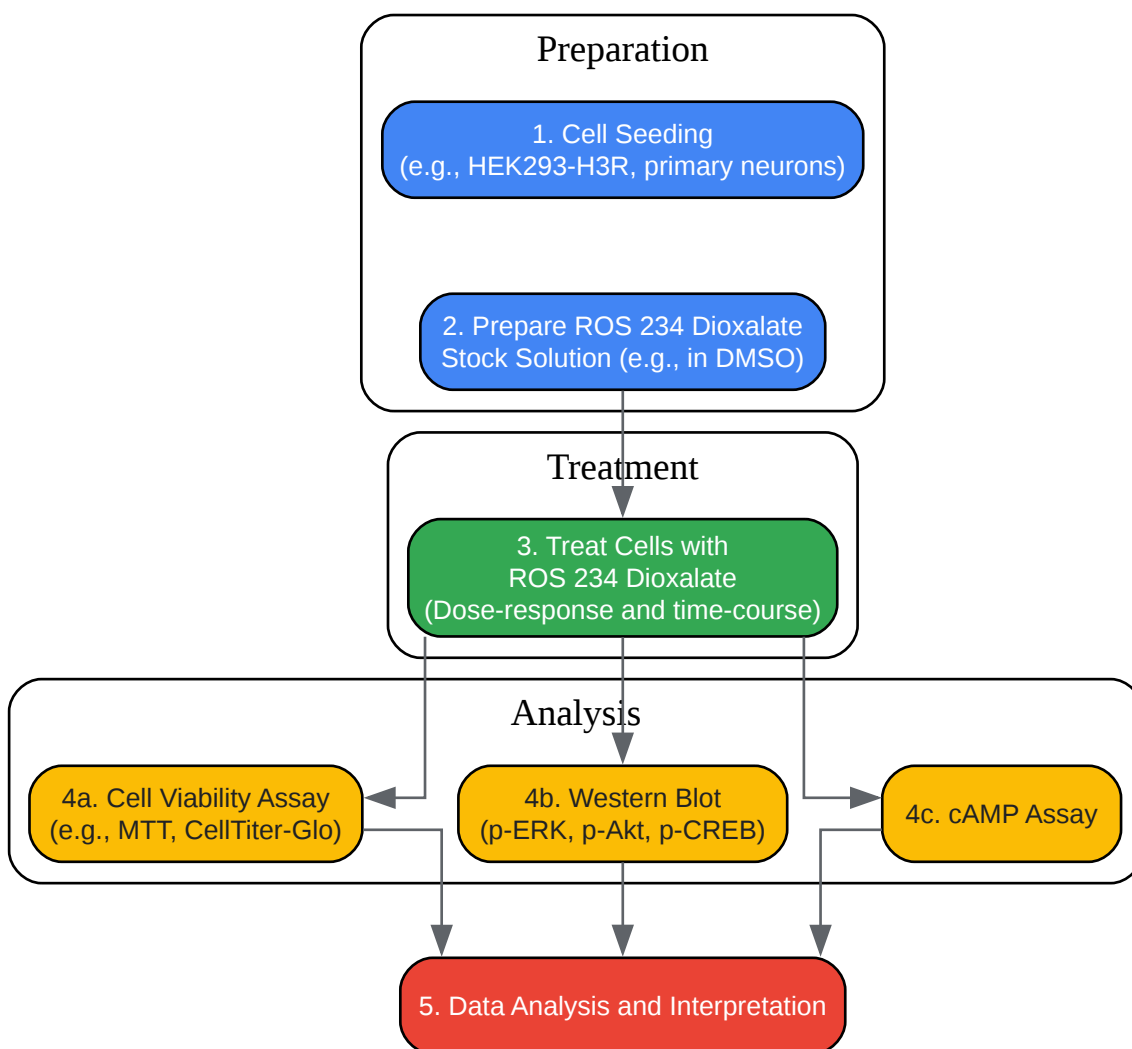 Preparation
1. Cell Seeding
(e.g., HEK293-H3R, primary neurons)
2. Prepare ROS 234 Dioxalate
Stock Solution (e.g., in DMSO)
Treatment
3. Treat Cells with
ROS 234 Dioxalate
(Dose-response and time-course)
Analysis
4a. Cell Viability Assay
(e.g., MTT, CellTiter-Glo)
4b. Western Blot
(p-ERK, p-Akt, p-CREB)
4c. cAMP Assay
5. Data Analysis and Interpretation